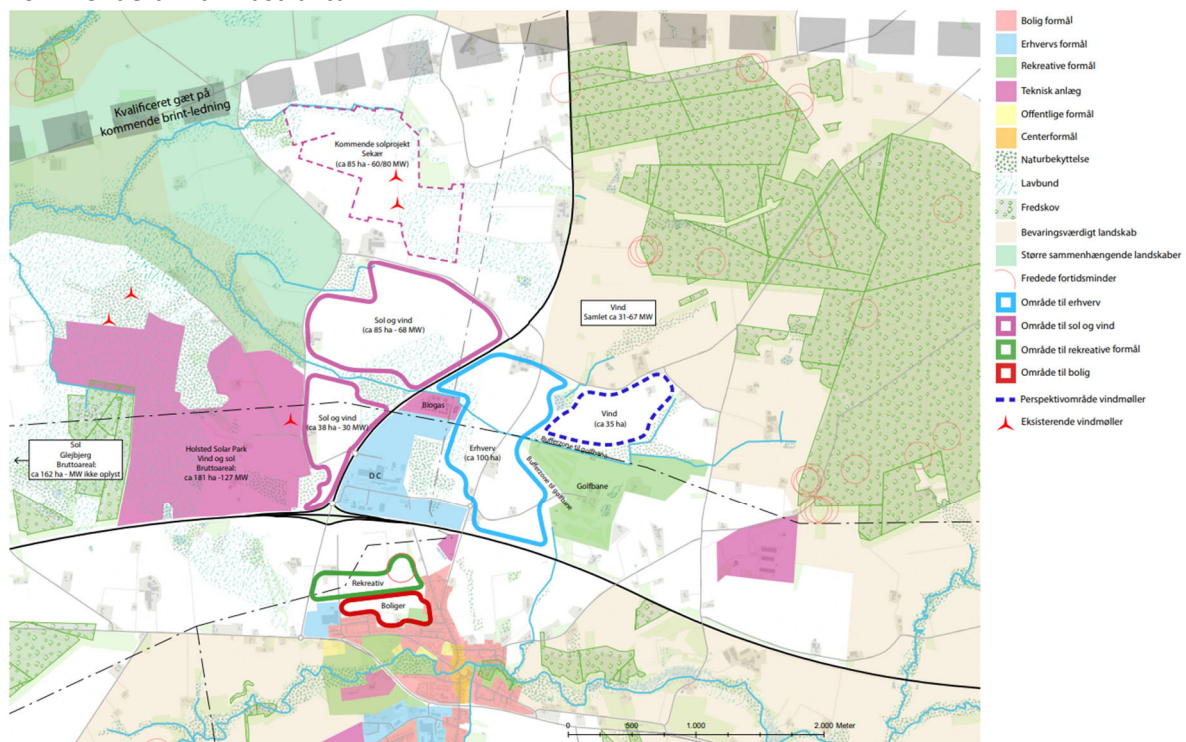 Kvalificeret gæt på
kommende brint-ledning
Kommende solprojekt
Sekær
(ca 85 ha - 60/80 MW)
Sol og vind
(ca 85 ha - 68 MW)
Vind
Samlet ca 31-67 MW
Sol og vind
(ca 38 ha - 30 MW)
Biogas
Vind
(ca 35 ha)
Erhverv
(ca 100 ha)
Bufferzone til golfbane
Bufferzone til golfbane
Golfbane
DC
Sol
Glejbjerg
Bruttoareal:
ca 162 ha - MW ikke oplyst
Holsted Solar Park
Vind og sol
Bruttoareal:
ca 181 ha -127 MW
Rekreativ
Boliger
0 500 1.000 2.000 Meter
Bolig formål
Erhvervs formål
Rekreative formål
Teknisk anlæg
Offentlige formål
Centerformål
Naturbekyttelse
Lavbund
Fredskov
Bevaringsværdigt landskab
Større sammenhængende landskaber
Fredede fortidsminder
Område til erhverv
Område til sol og vind
Område til rekreative formål
Område til bolig
Perspektivområde vindmøller
Eksisterende vindmøller